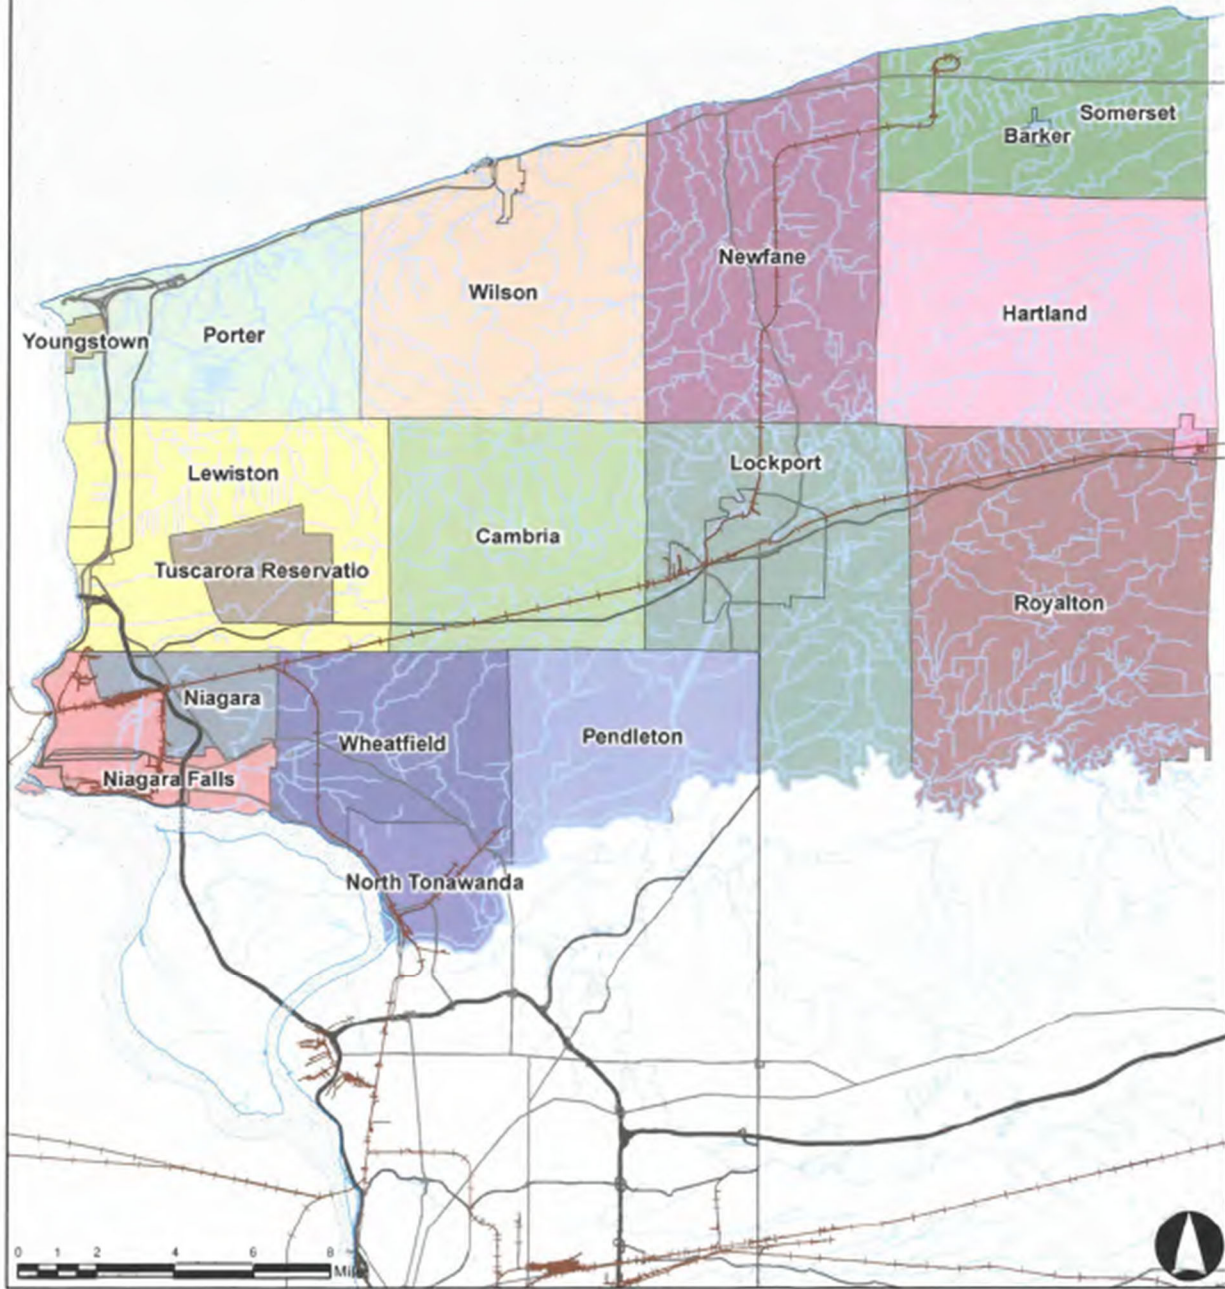 Somerset
Barker
Newfane
Wilson
Hartland
Youngstown
Porter
Lewiston
Lockport
Cambria
Tuscarora Reservatio
Royalton
Niagara
Wheatfield
Pendleton
Niagara Falls
North Tonawanda
0 1 2 4 6 8